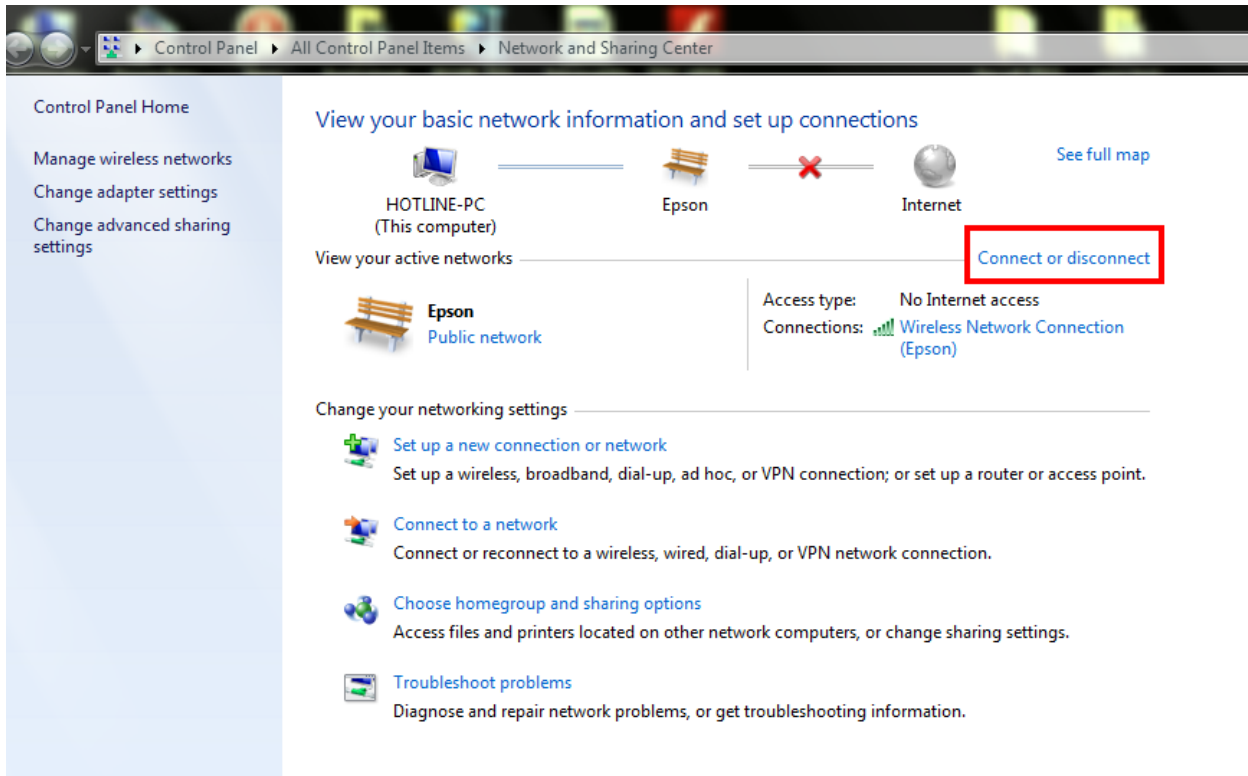 Control Panel ▸ All Control Panel Items ▸ Network and Sharing Center
Control Panel Home
Manage wireless networks
Change adapter settings
Change advanced sharing
settings
View your basic network information and set up connections
See full map
HOTLINE-PC
(This computer)
Epson
Internet
View your active networks
Connect or disconnect
Epson
Public network
Access type: No Internet access
Connections: Wireless Network Connection
(Epson)
Change your networking settings
Set up a new connection or network
Set up a wireless, broadband, dial-up, ad hoc, or VPN connection; or set up a router or access point.
Connect to a network
Connect or reconnect to a wireless, wired, dial-up, or VPN network connection.
Choose homegroup and sharing options
Access files and printers located on other network computers, or change sharing settings.
Troubleshoot problems
Diagnose and repair network problems, or get troubleshooting information.